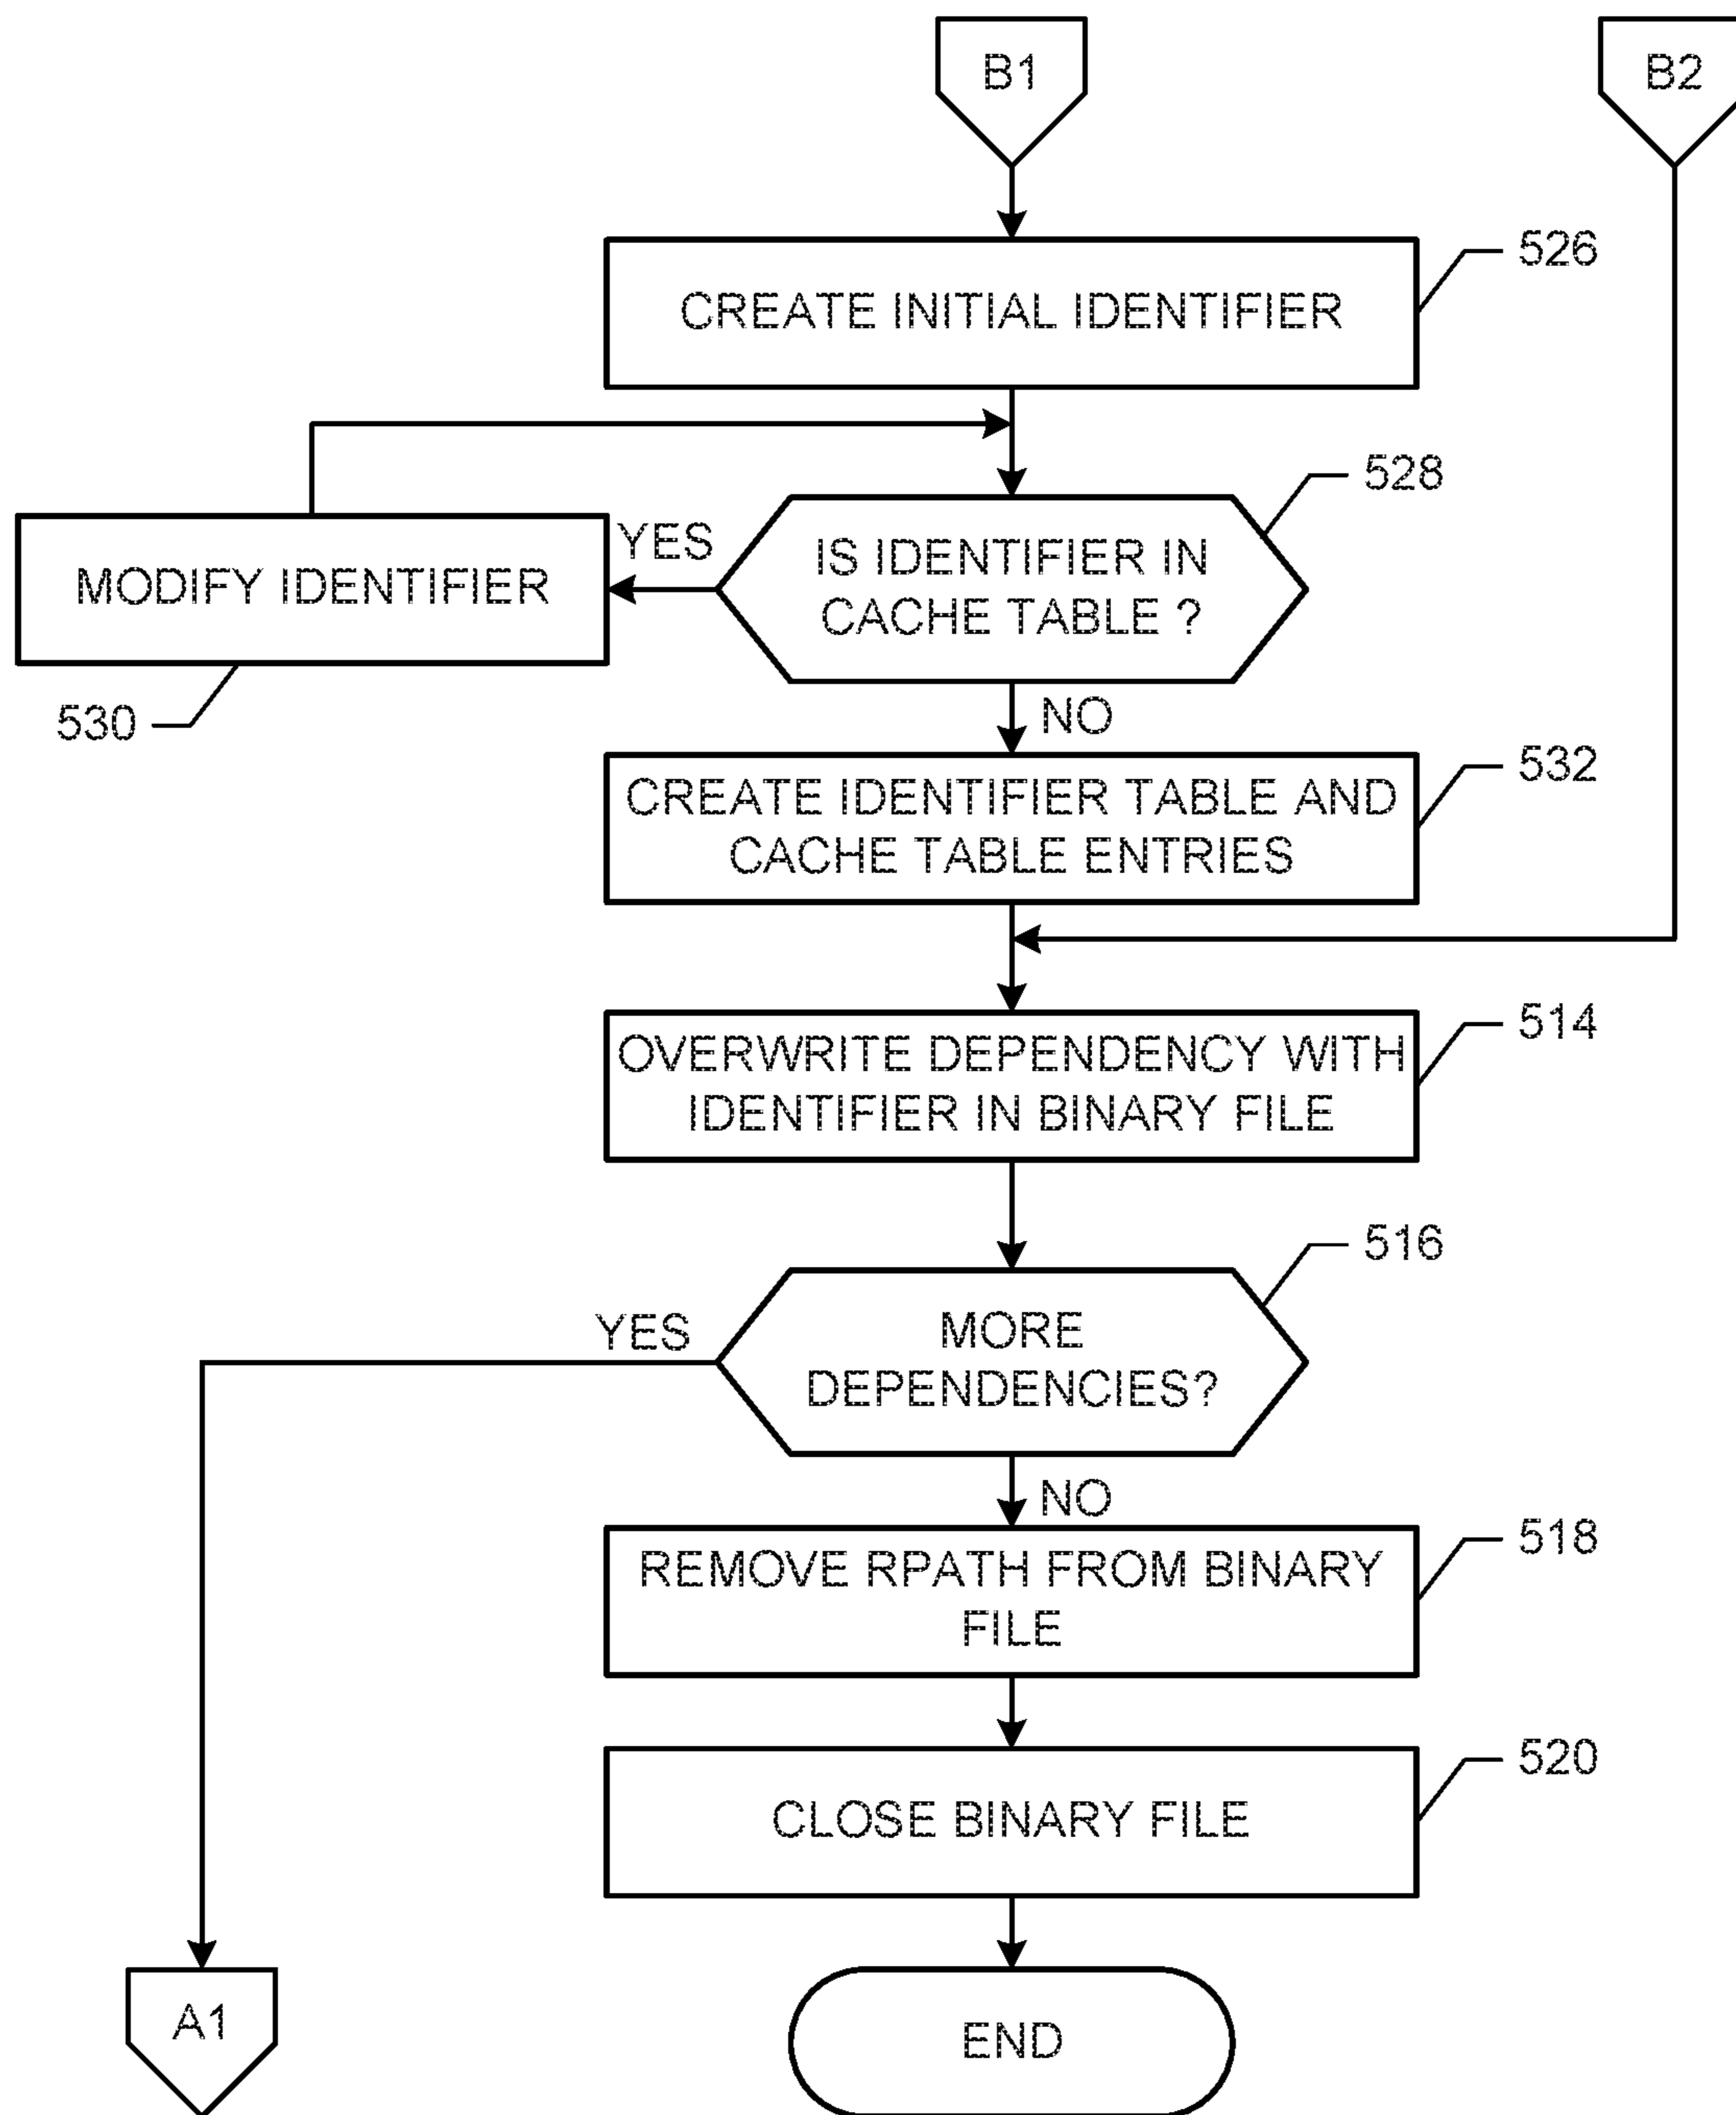 B1
B2
526
CREATE INITIAL IDENTIFIER
528
YES
IS IDENTIFIER IN
CACHE TABLE ?
MODIFY IDENTIFIER
530
NO
532
CREATE IDENTIFIER TABLE AND
CACHE TABLE ENTRIES
514
OVERWRITE DEPENDENCY WITH
IDENTIFIER IN BINARY FILE
516
YES
MORE
DEPENDENCIES?
NO
518
REMOVE RPATH FROM BINARY
FILE
520
CLOSE BINARY FILE
A1
END